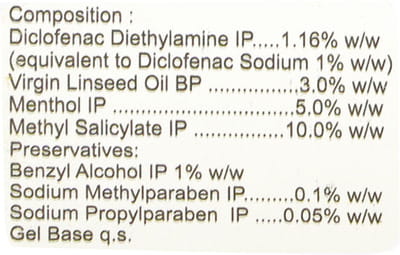 Composition :
Diclofenac Diethylamine IP.....1.16% w/w
(equivalent to Diclofenac Sodium 1% w/w)
Virgin Linseed Oil BP ...............3.0% w/w
Menthol IP ..............................5.0% w/w
Methyl Salicylate IP ...............10.0% w/w
Preservatives:
Benzyl Alcohol IP 1% w/w
Sodium Methylparaben IP.........0.1% w/w
Sodium Propylparaben IP .....0.05% w/w
Gel Base q.s.